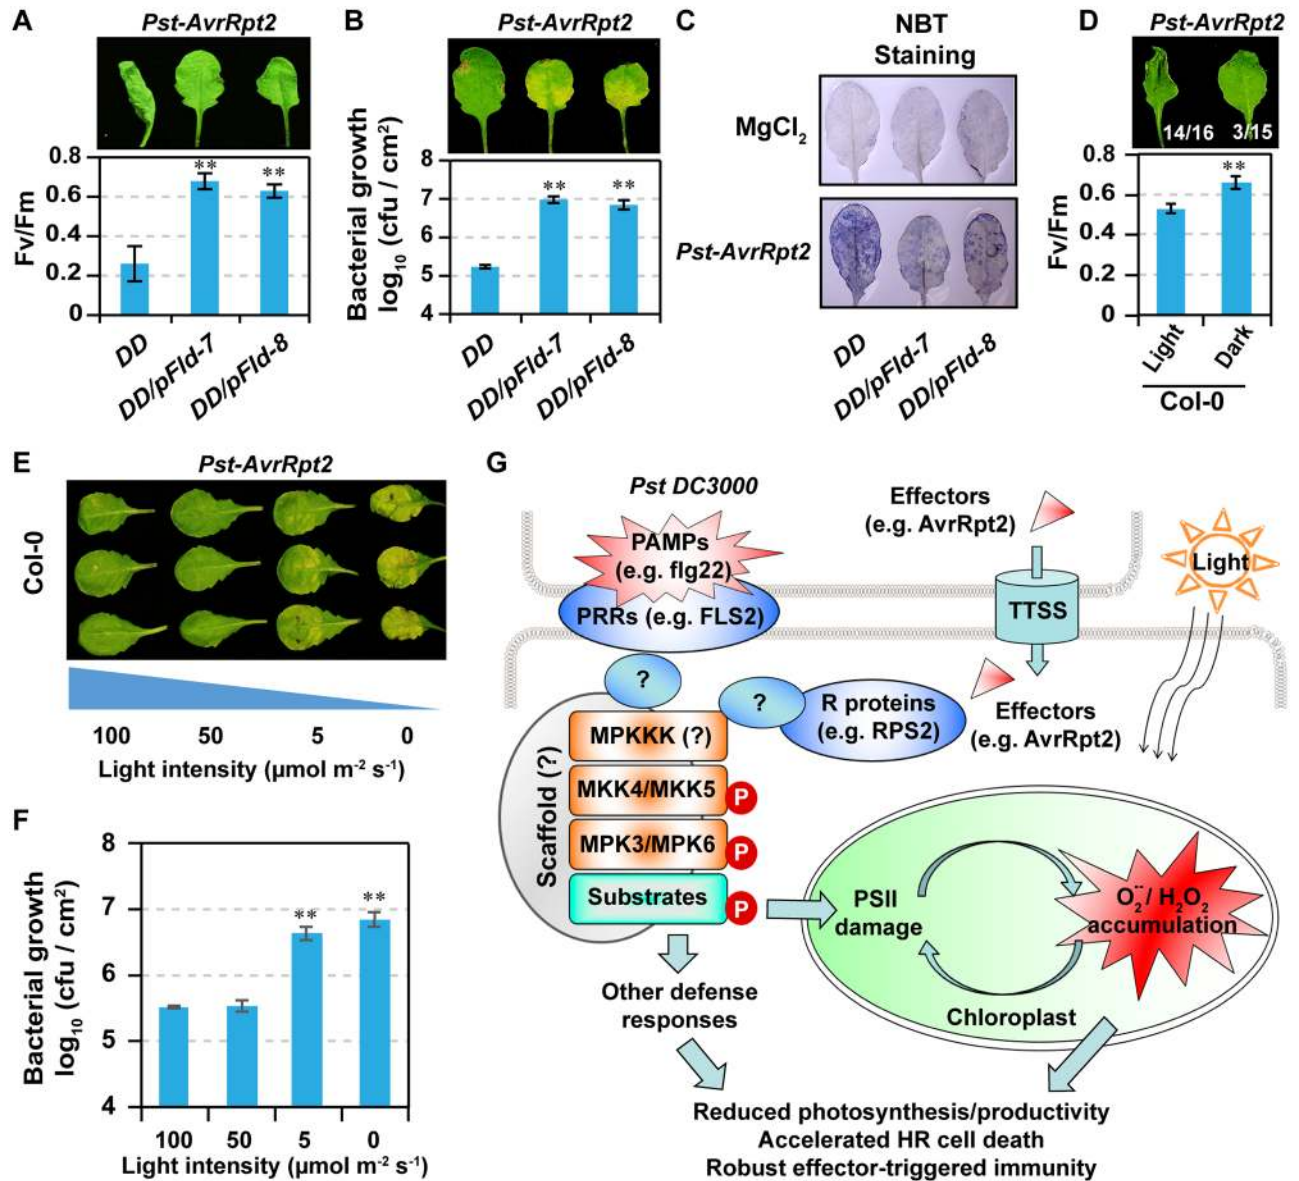 A
Pst-AvrRpt2
Fv/Fm
0.8
0.6
0.4
0.2
0
**
**
DD
DD/pFld-7
DD/pFld-8
B
Pst-AvrRpt2
Bacterial growth
log10 (cfu / cm²)
8
7
6
5
4
**
**
DD
DD/pFld-7
DD/pFld-8
C
NBT
Staining
MgCl2
Pst-AvrRpt2
DD
DD/pFld-7
DD/pFld-8
D
Pst-AvrRpt2
14/16
3/15
Fv/Fm
0.8
0.6
0.4
0.2
0
**
Light
Dark
Col-0
E
Pst-AvrRpt2
Col-0
100 50 5 0
Light intensity (µmol m⁻² s⁻¹)
F
Bacterial growth
log10 (cfu / cm²)
8
7
6
5
4
**
**
100 50 5 0
Light intensity (µmol m⁻² s⁻¹)
G
Pst DC3000
PAMPs
(e.g. flg22)
PRRs (e.g. FLS2)
Effectors
(e.g. AvrRpt2)
TTSS
Light
?
?
R proteins
(e.g. RPS2)
Effectors
(e.g. AvrRpt2)
Scaffold (?)
MPKKK (?)
MKK4/MKK5
P
MPK3/MPK6
P
Substrates
P
PSII
damage
O2·-/ H2O2
accumulation
Chloroplast
Other defense
responses
Reduced photosynthesis/productivity
Accelerated HR cell death
Robust effector-triggered immunity